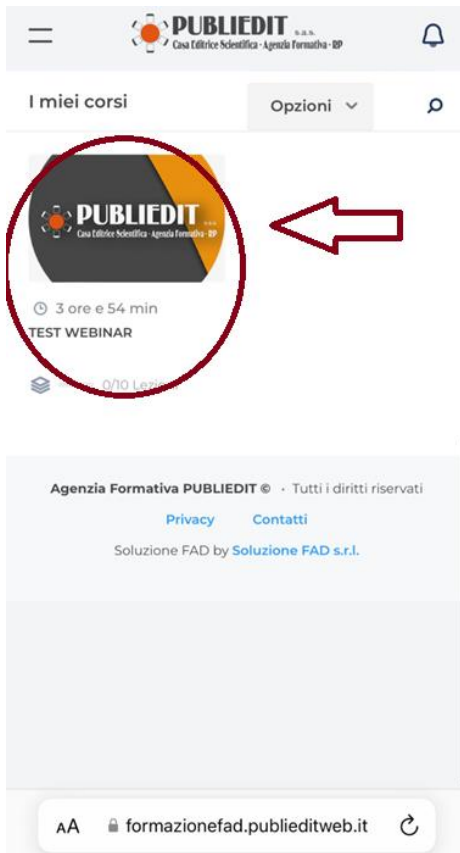 PUBLIEDIT s.a.s.
Casa Editrice Scientifica - Agenzia Formativa - RP
I miei corsi
Opzioni
PUBLIEDIT
Casa Editrice Scientifica - Agenzia Formativa - RP
3 ore e 54 min
TEST WEBINAR
0/10 Lezioni
Agenzia Formativa PUBLIEDIT © · Tutti i diritti riservati
Privacy Contatti
Soluzione FAD by Soluzione FAD s.r.l.
AA formazionefad.publieditweb.it